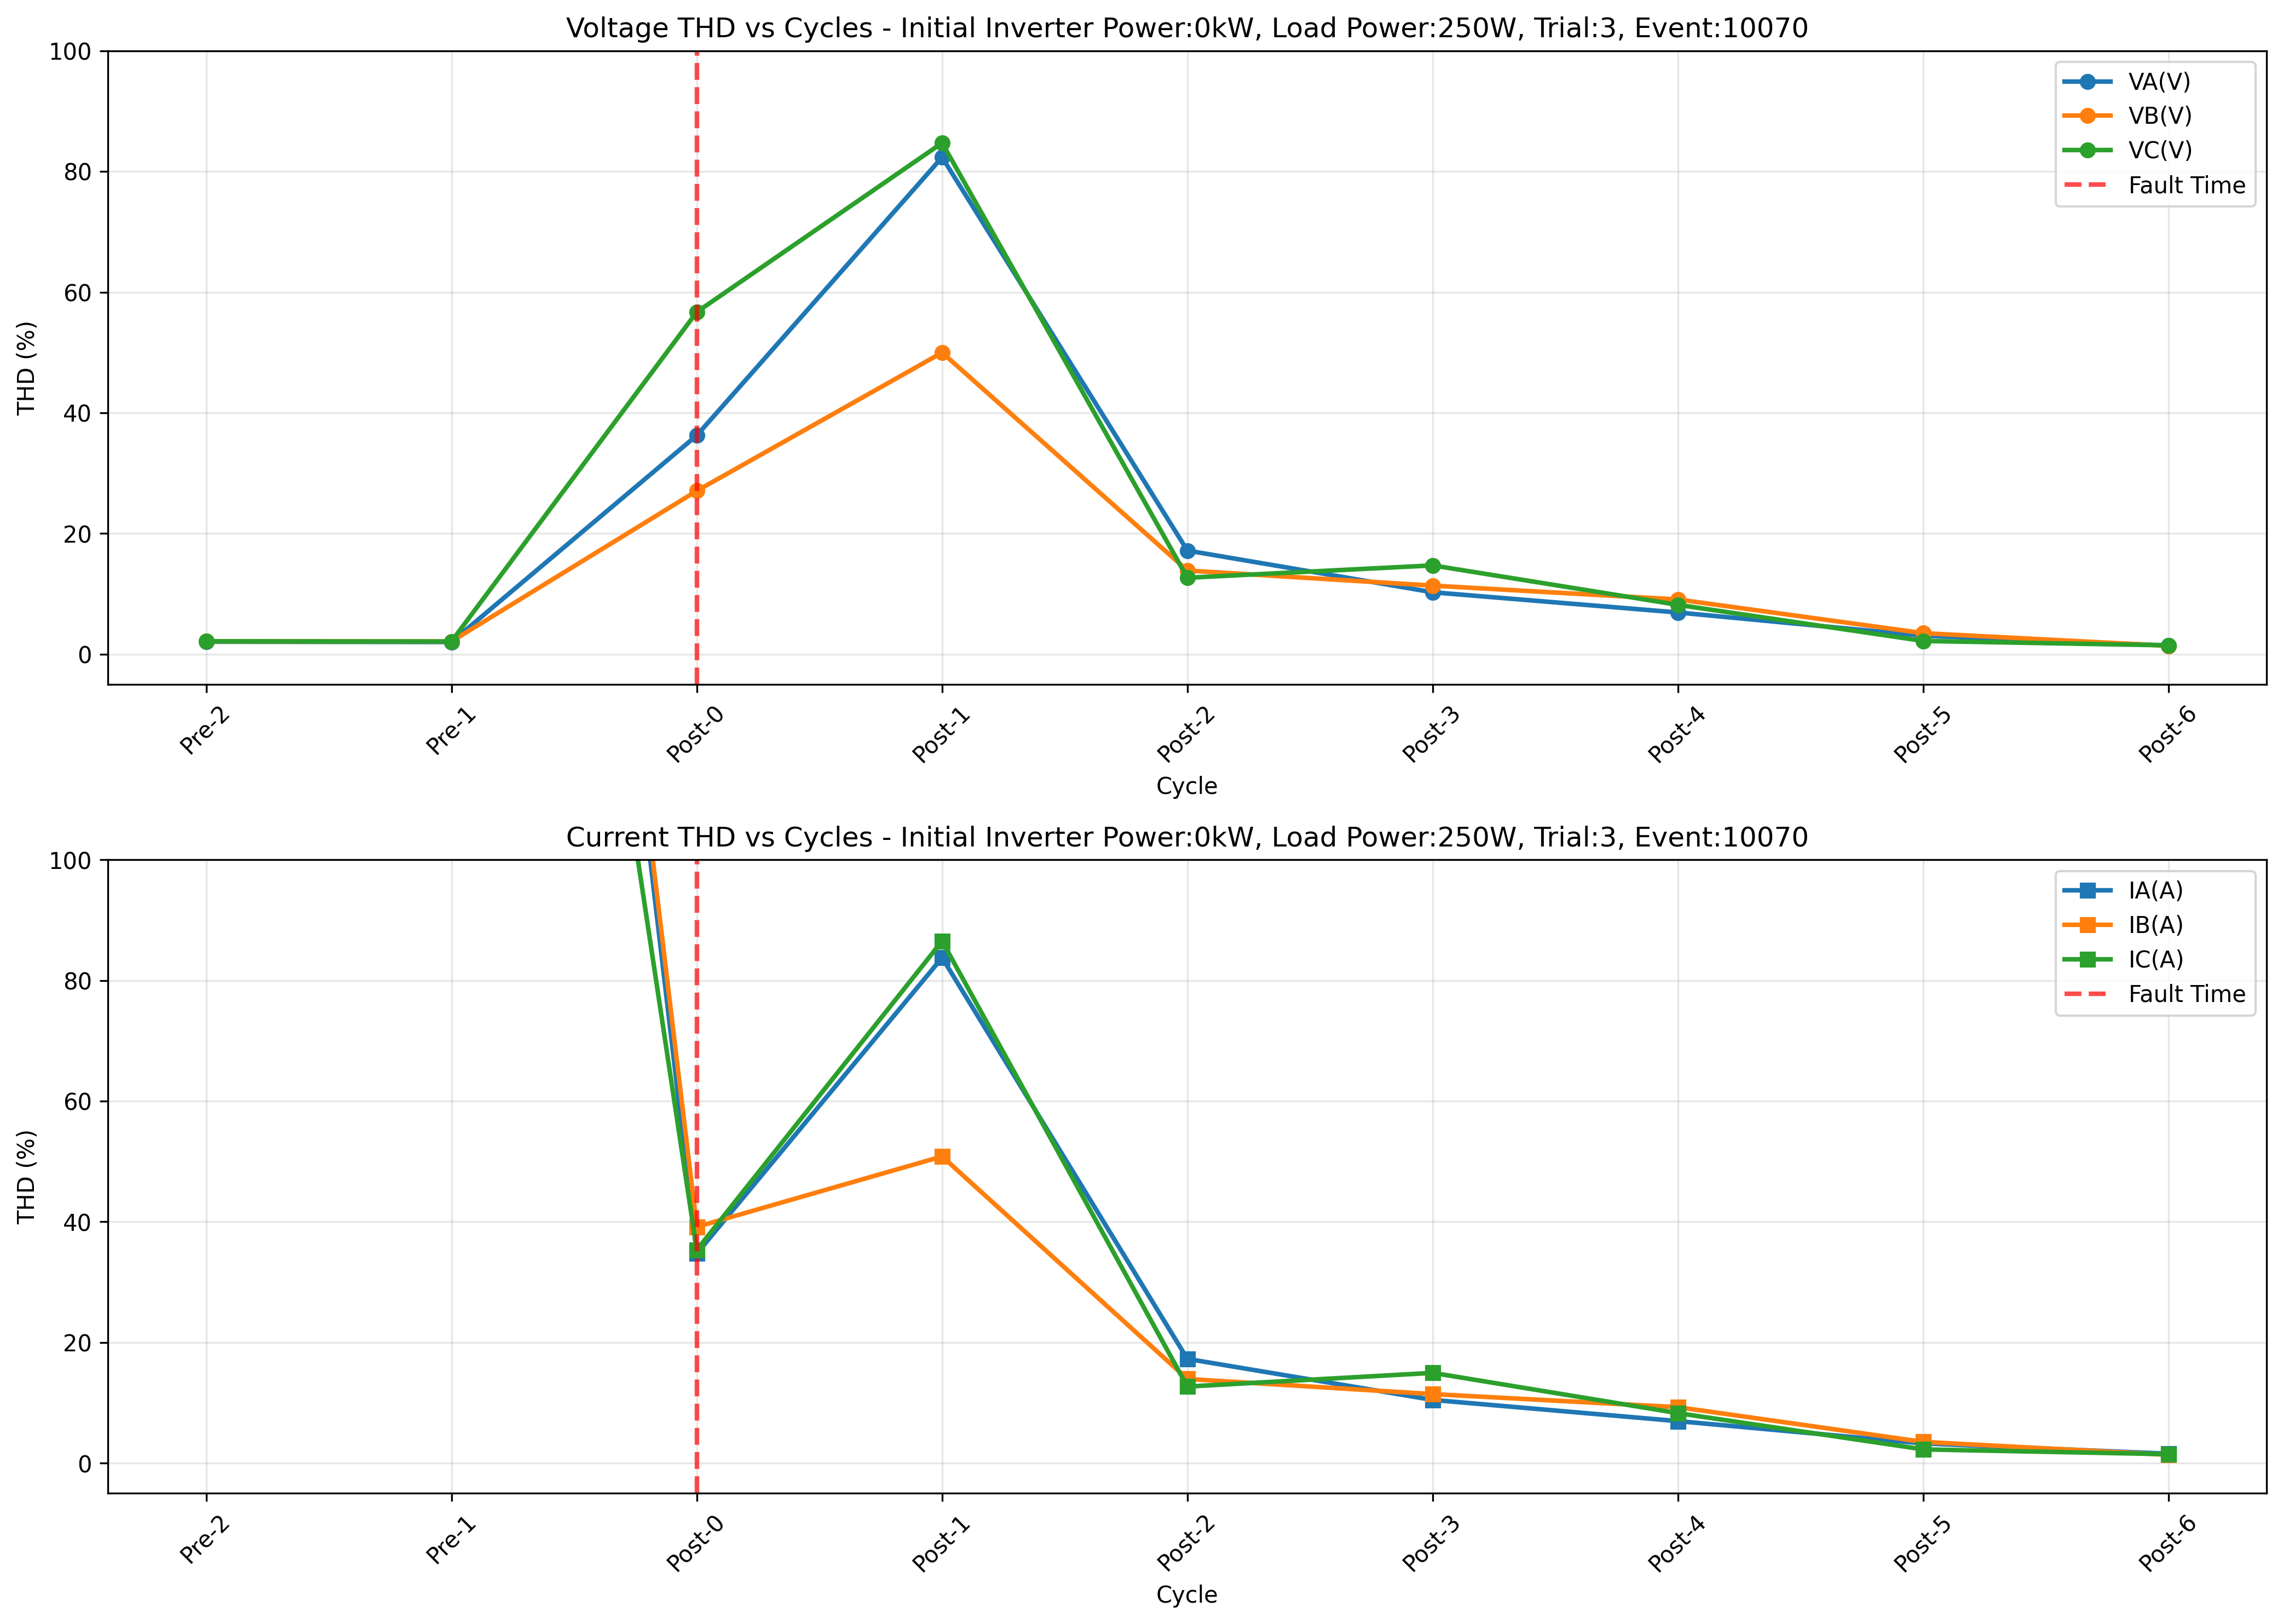 Voltage THD vs Cycles - Initial Inverter Power:0kW, Load Power:250W, Trial:3, Event:10070
100
80
60
40
20
0
THD (%)
VA(V)
VB(V)
VC(V)
Fault Time
Pre-2
Pre-1
Post-0
Post-1
Post-2
Post-3
Post-4
Post-5
Post-6
Cycle
Current THD vs Cycles - Initial Inverter Power:0kW, Load Power:250W, Trial:3, Event:10070
100
80
60
40
20
0
THD (%)
IA(A)
IB(A)
IC(A)
Fault Time
Pre-2
Pre-1
Post-0
Post-1
Post-2
Post-3
Post-4
Post-5
Post-6
Cycle